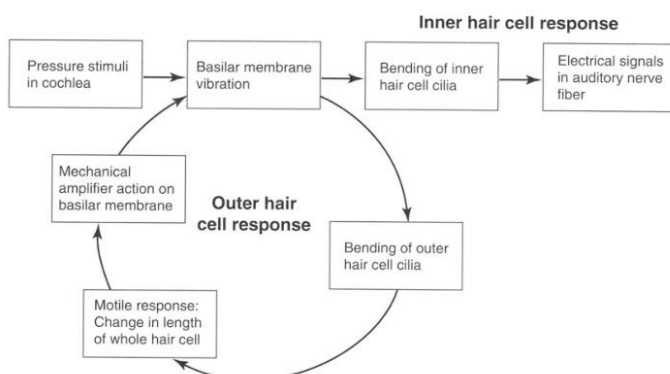 Inner hair cell response
Pressure stimuli
in cochlea
Basilar membrane
vibration
Bending of inner
hair cell cilia
Electrical signals
in auditory nerve
fiber
Mechanical
amplifier action on
basilar membrane
Outer hair
cell response
Bending of outer
hair cell cilia
Motile response:
Change in length
of whole hair cell